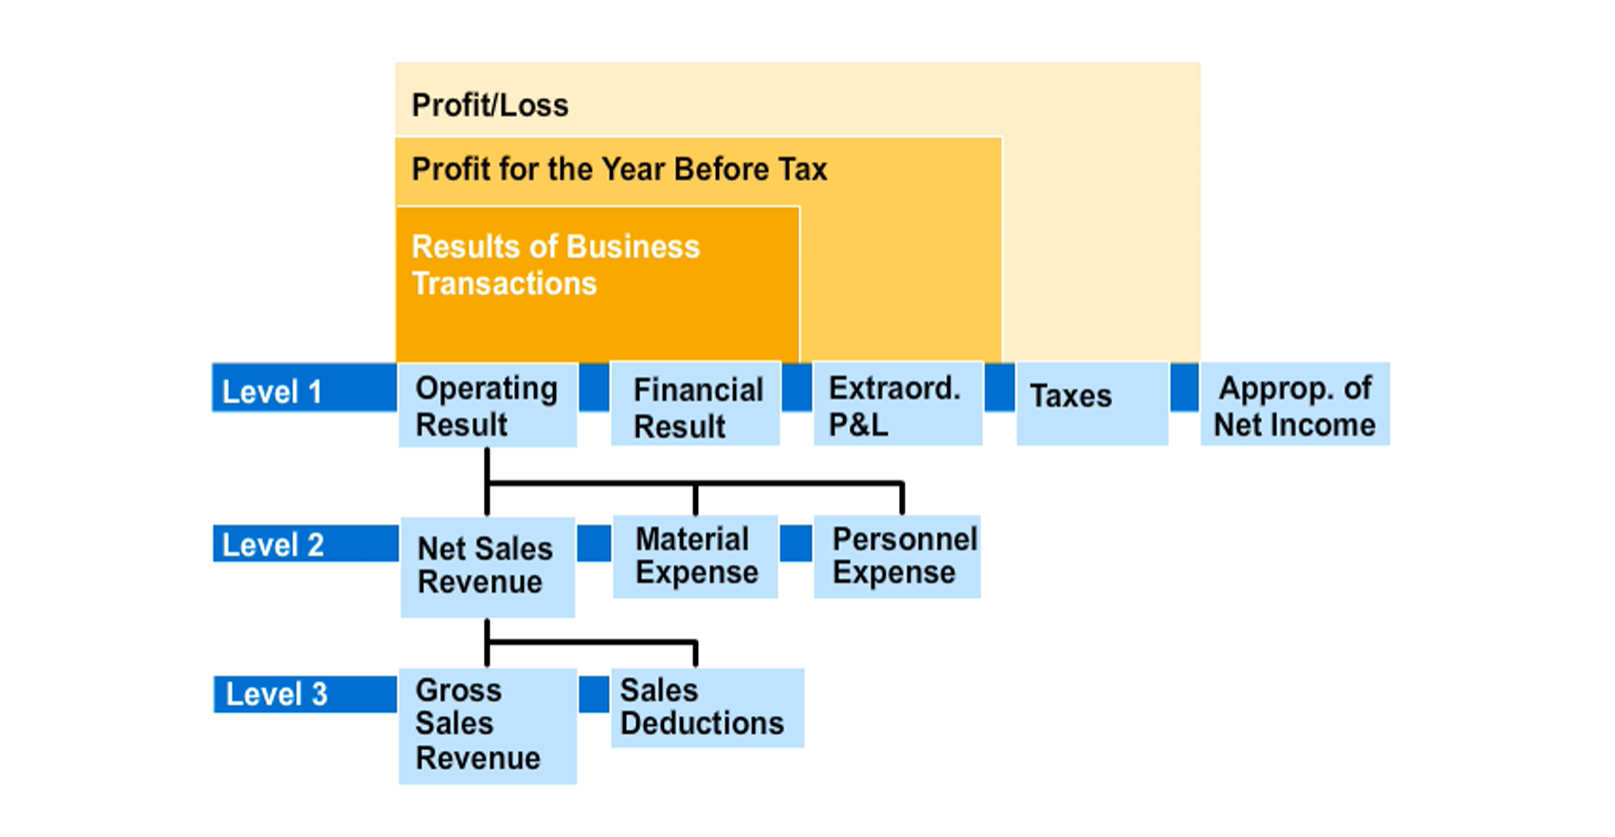 Profit/Loss
Profit for the Year Before Tax
Results of Business
Transactions
Level 1
Operating
Result
Financial
Result
Extraord.
P&L
Taxes
Approp. of
Net Income
Level 2
Net Sales
Revenue
Material
Expense
Personnel
Expense
Level 3
Gross
Sales
Revenue
Sales
Deductions